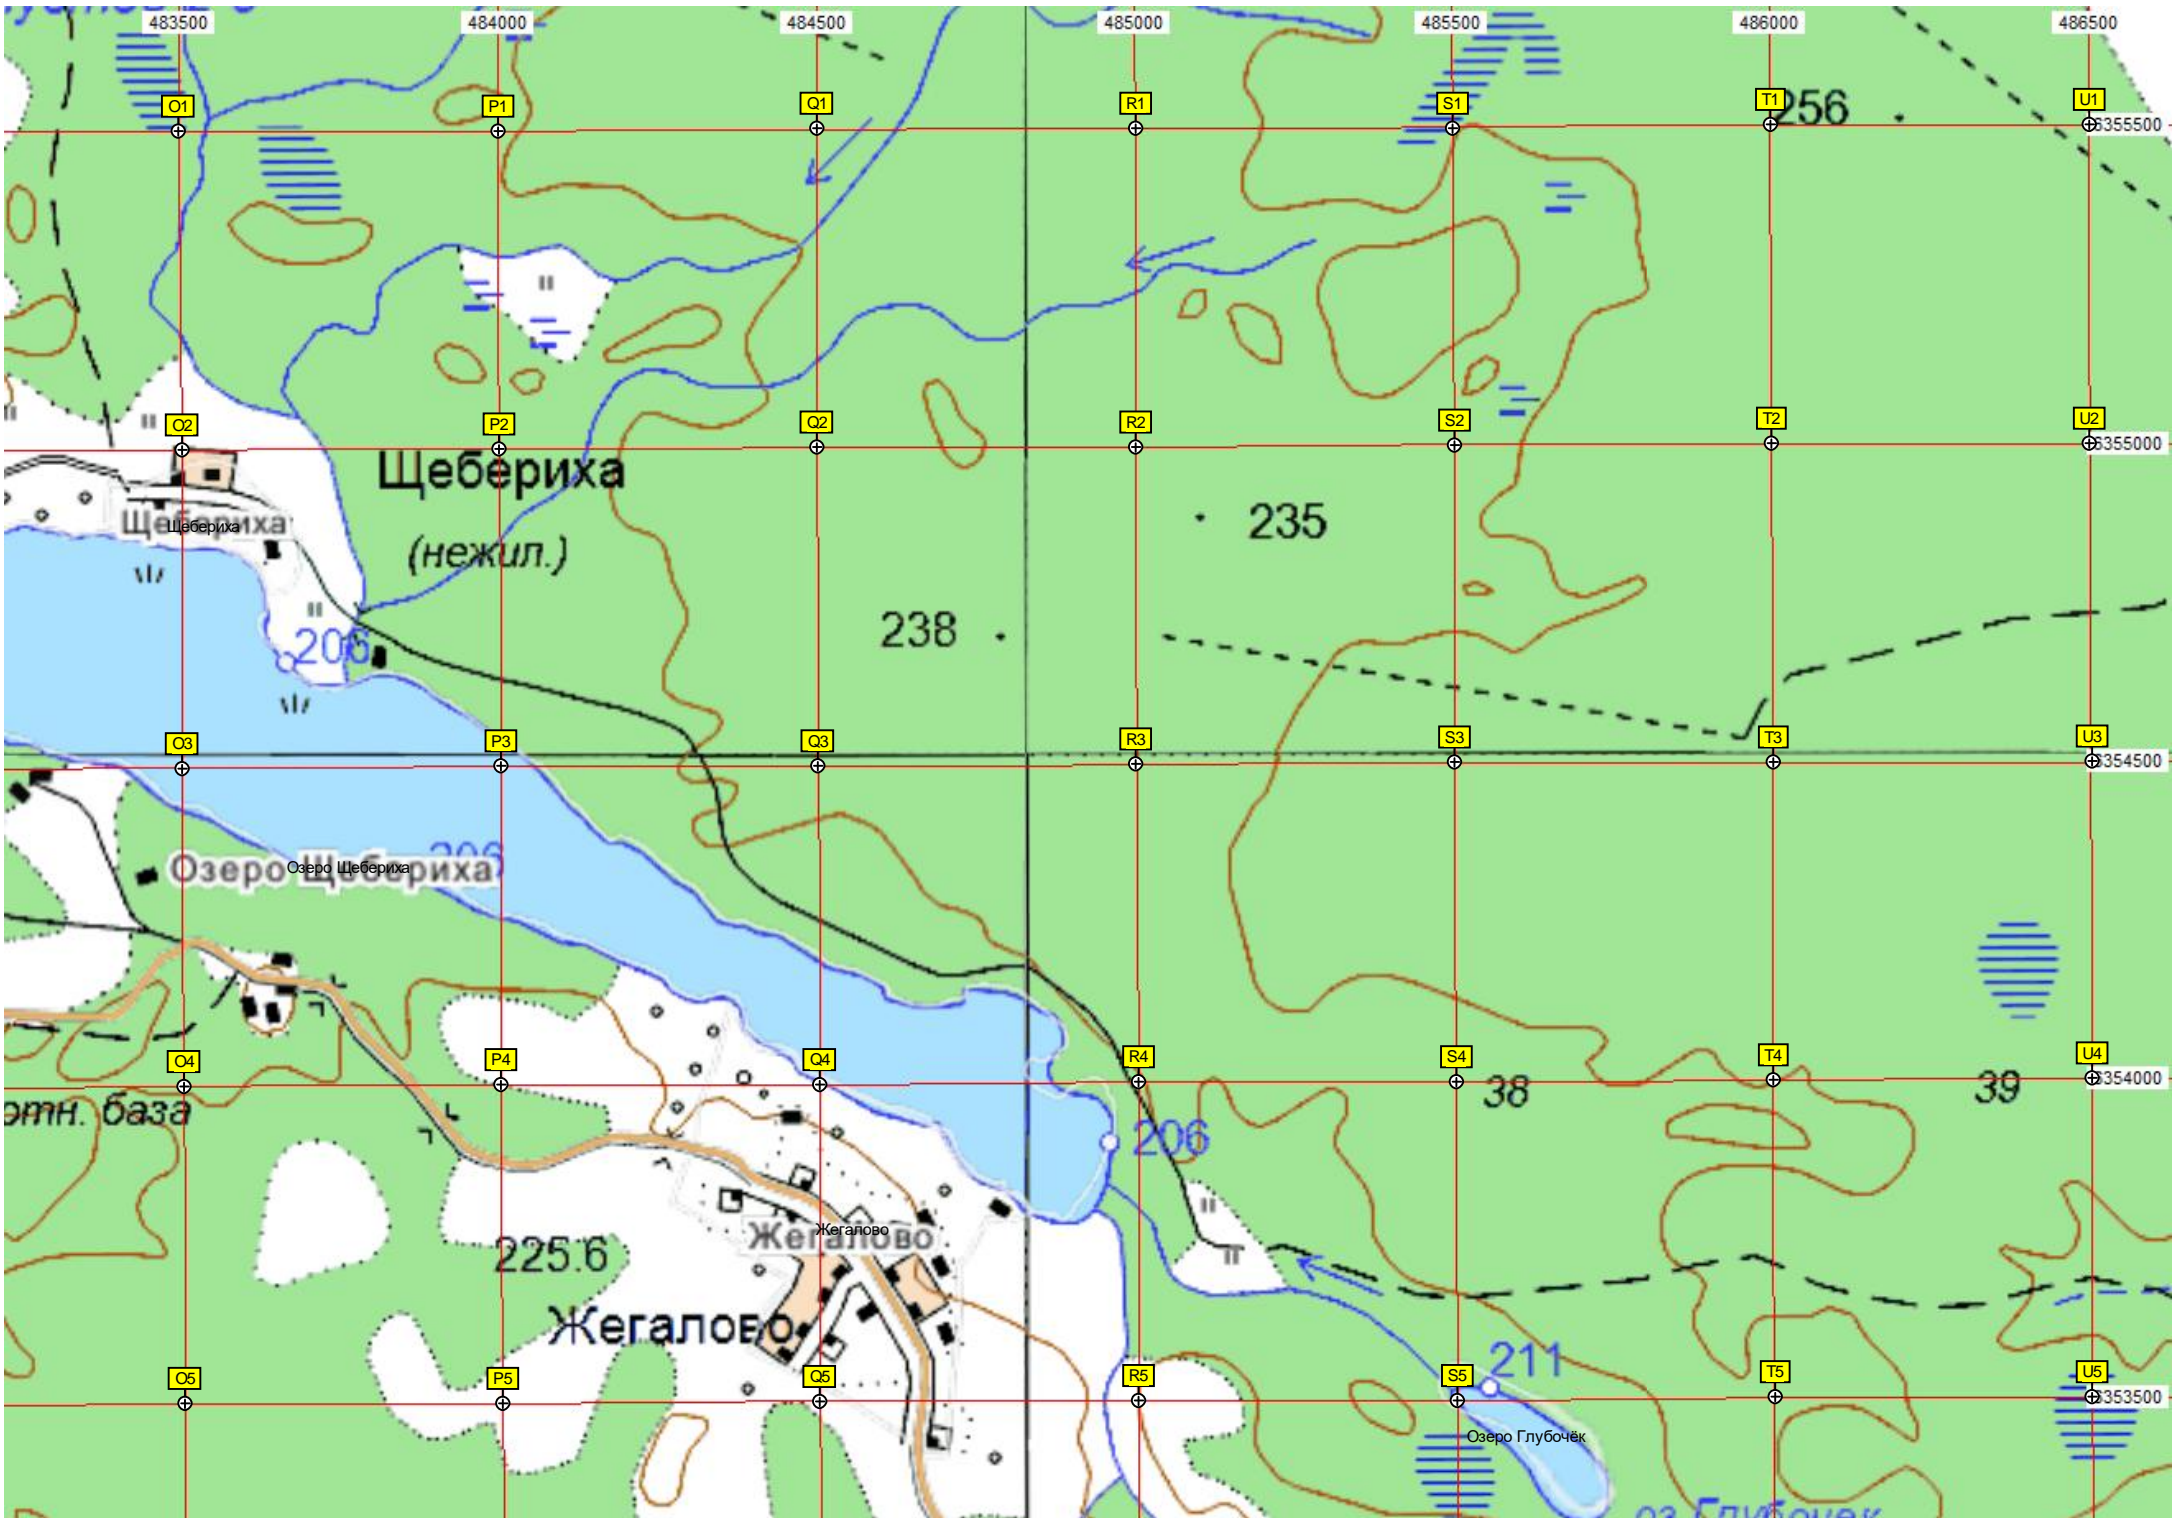 483500 484000 484500 485000 485500 486000 486500
O1 P1 Q1 R1 S1 T1 U1
256
6355500
O2 P2 Q2 R2 S2 T2 U2
6355000
Щебериха
Щебериха
Щебериха
(нежил.)
235
238
206
O3 P3 Q3 R3 S3 T3 U3
6354500
206
Озеро Щебериха
Озеро Щебериха
O4 P4 Q4 R4 S4 T4 U4
6354000
38
39
отн. база
206
225.6
Жегалово
Жегалово
Жегалово
211
O5 P5 Q5 R5 S5 T5 U5
6353500
Озеро Глубочёк
оз Глубочек